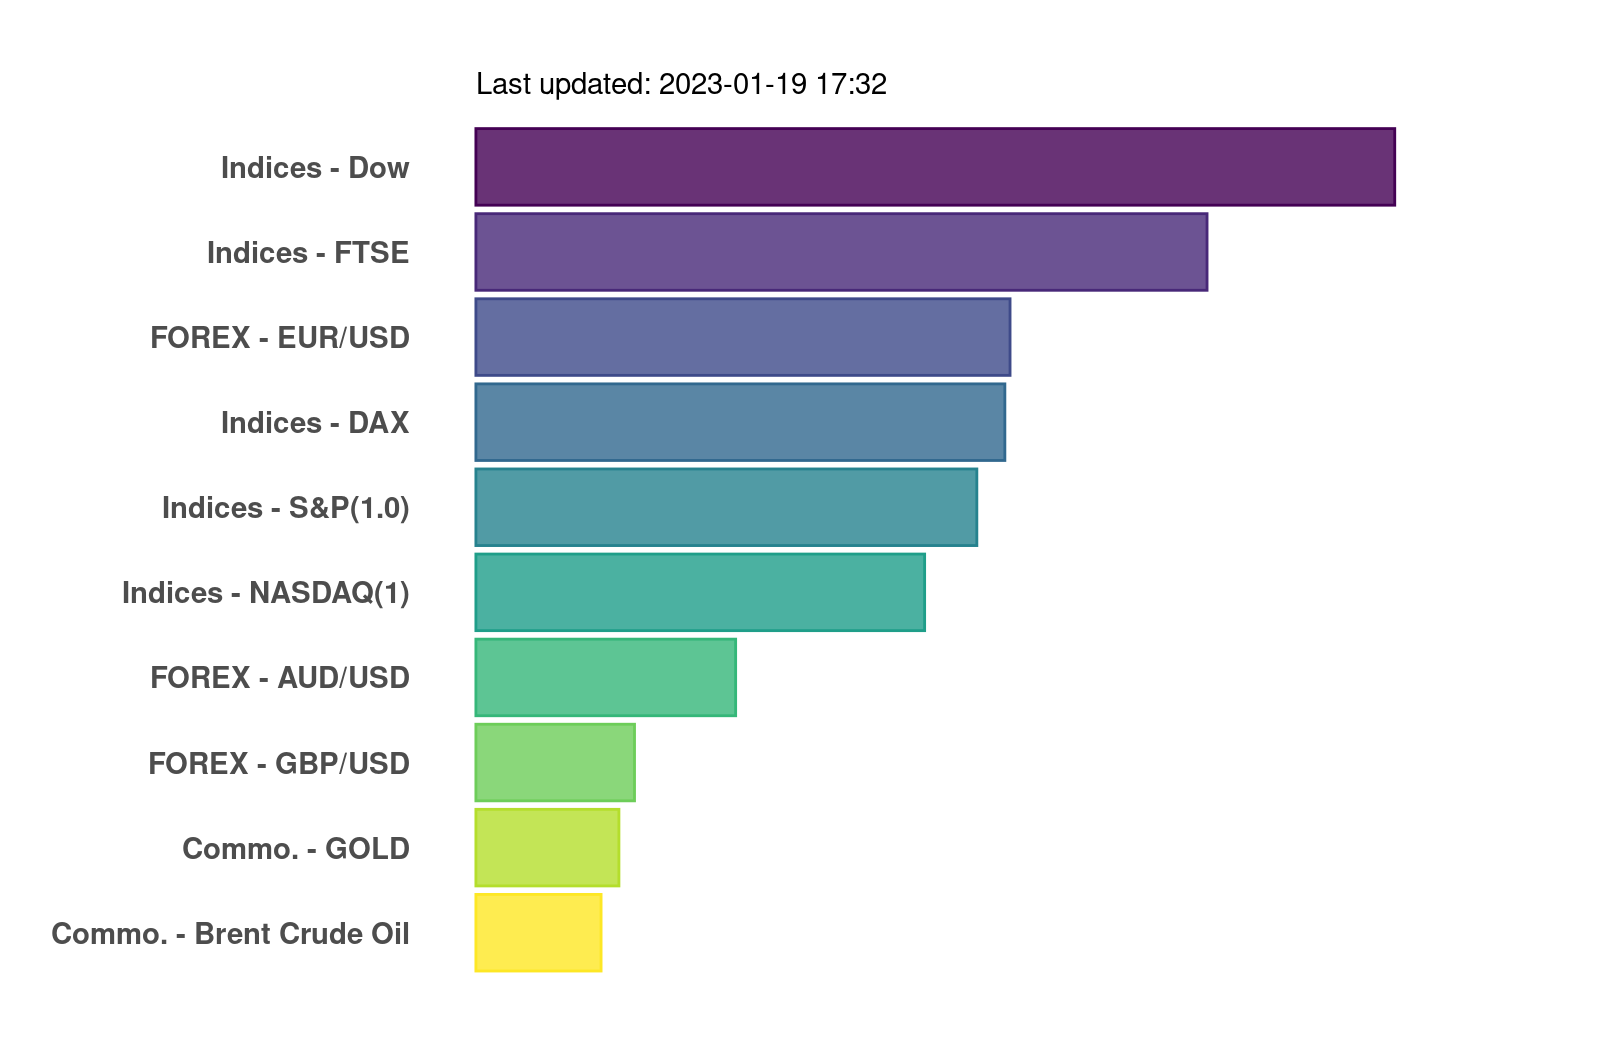 Last updated: 2023-01-19 17:32
Indices - Dow
Indices - FTSE
FOREX - EUR/USD
Indices - DAX
Indices - S&P(1.0)
Indices - NASDAQ(1)
FOREX - AUD/USD
FOREX - GBP/USD
Commo. - GOLD
Commo. - Brent Crude Oil